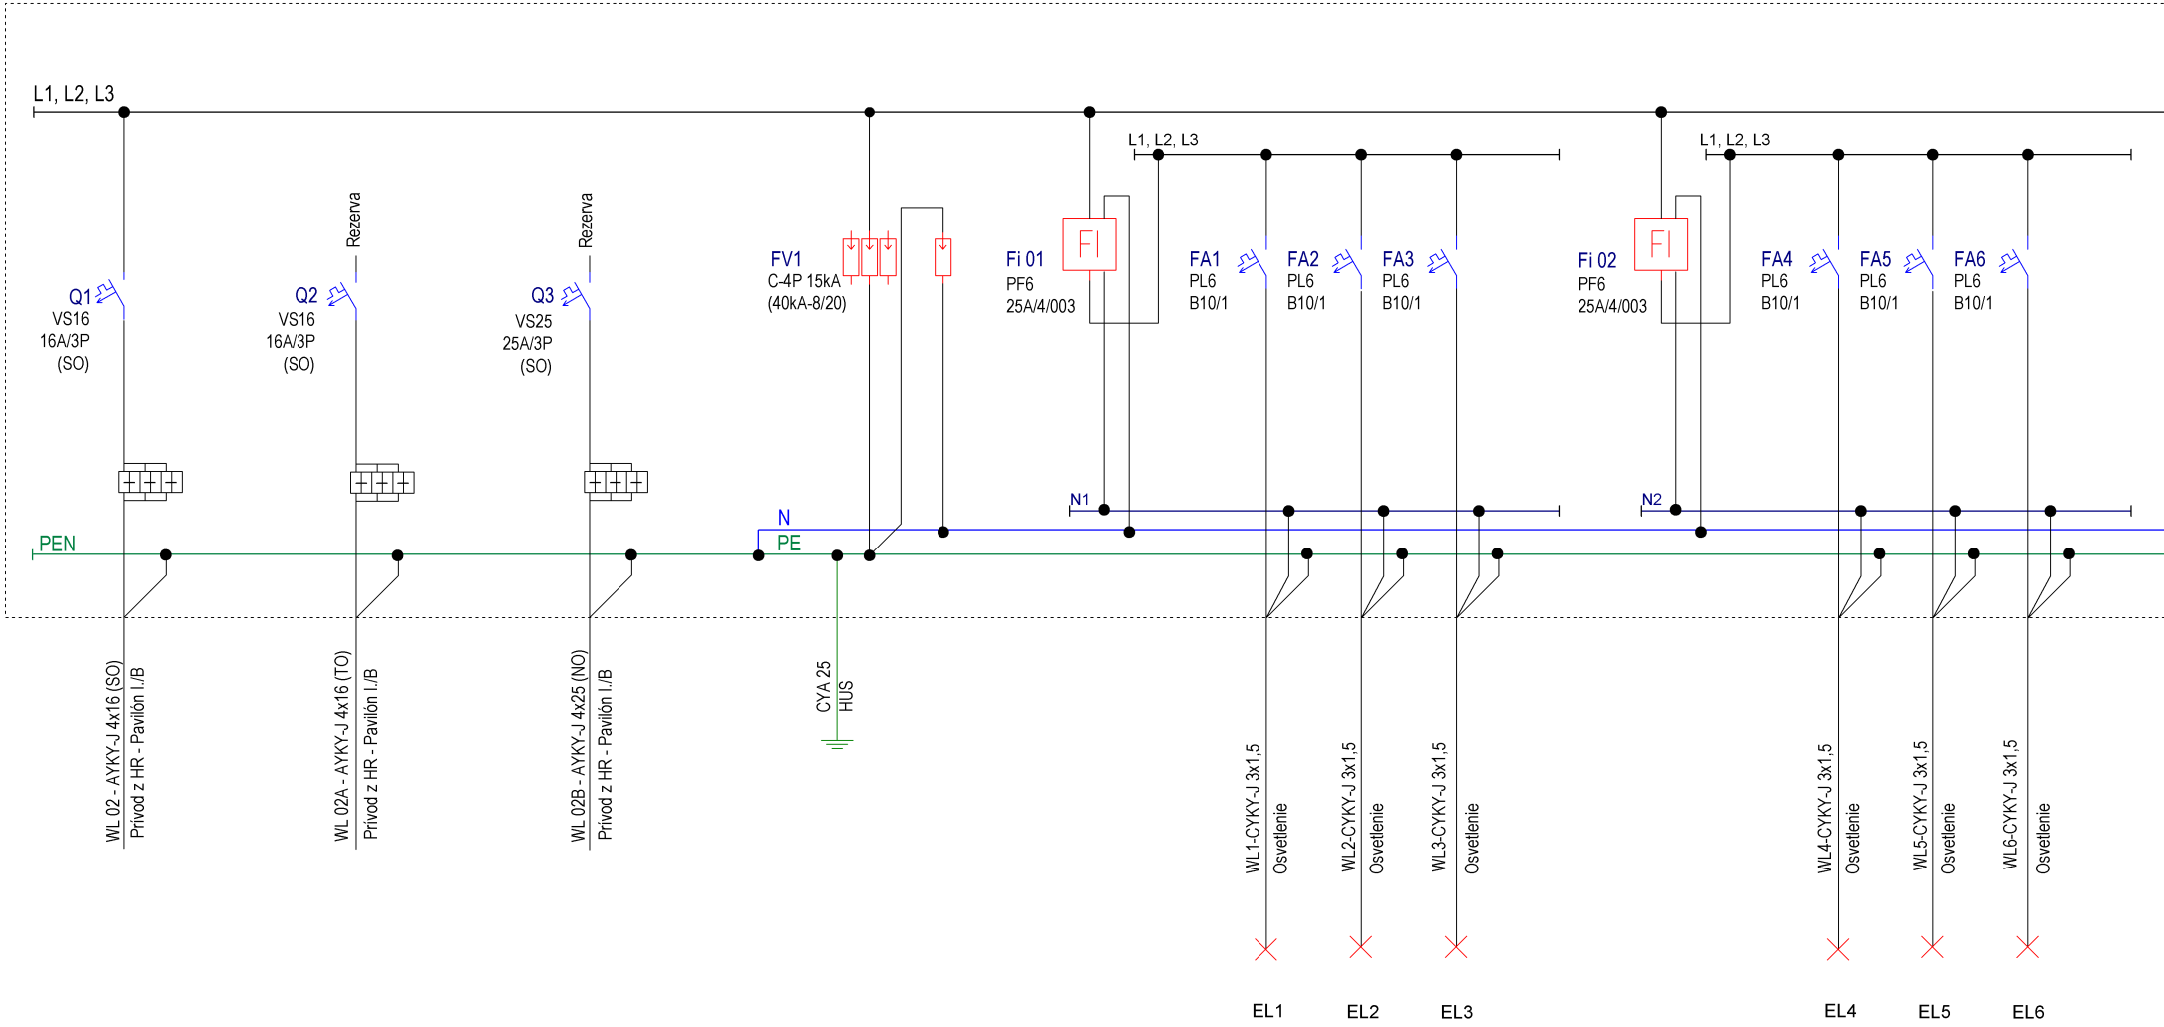 L1, L2, L3
L1, L2, L3
L1, L2, L3
Rezerva
Rezerva
Q1
VS16
16A/3P
(SO)
Q2
VS16
16A/3P
(SO)
Q3
VS25
25A/3P
(SO)
FV1
C-4P 15kA
(40kA-8/20)
Fi 01
PF6
25A/4/003
FI
FA1
PL6
B10/1
FA2
PL6
B10/1
FA3
PL6
B10/1
Fi 02
PF6
25A/4/003
FI
FA4
PL6
B10/1
FA5
PL6
B10/1
FA6
PL6
B10/1
N1
N2
N
PEN
PE
WL 02 - AYKY-J 4x16 (SO)
Prívod z HR - Pavilón I./B
WL 02A - AYKY-J 4x16 (TO)
Prívod z HR - Pavilón I./B
WL 02B - AYKY-J 4x25 (NO)
Prívod z HR - Pavilón I./B
CYA 25
HUS
WL1-CYKY-J 3x1,5
Osvetlenie
WL2-CYKY-J 3x1,5
Osvetlenie
WL3-CYKY-J 3x1,5
Osvetlenie
WL4-CYKY-J 3x1,5
Osvetlenie
WL5-CYKY-J 3x1,5
Osvetlenie
WL6-CYKY-J 3x1,5
Osvetlenie
EL1
EL2
EL3
EL4
EL5
EL6